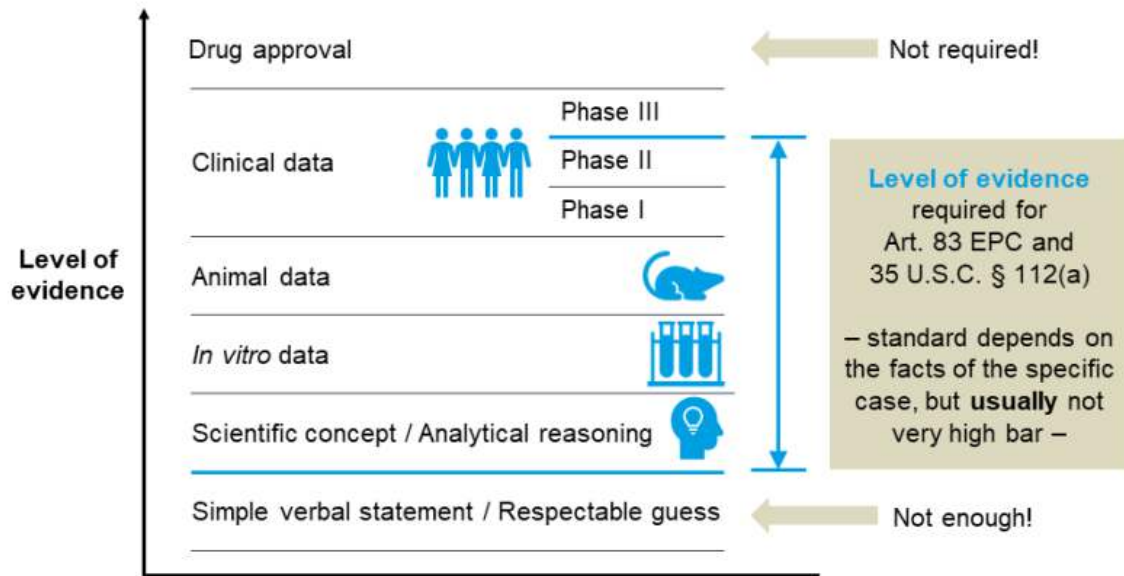 Drug approval
Not required!
Phase III
Clinical data
Phase II
Phase I
Level of
evidence
Animal data
In vitro data
Scientific concept / Analytical reasoning
Simple verbal statement / Respectable guess
Level of evidence
required for
Art. 83 EPC and
35 U.S.C. § 112(a)
– standard depends on
the facts of the specific
case, but usually not
very high bar –
Not enough!